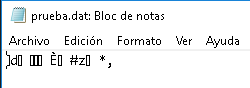 prueba.dat: Bloc de notas
Archivo Edición Formato Ver Ayuda
d▯ ▯▯▯ È▯ #z▯ *,